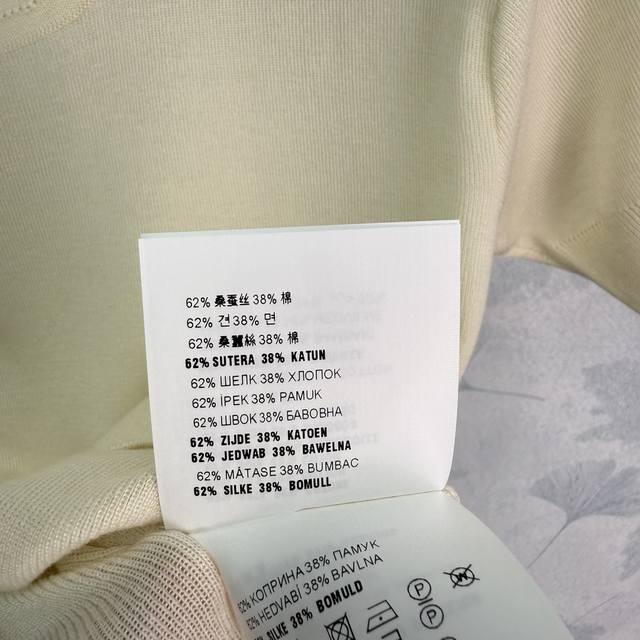 62% 桑蚕丝 38% 棉
62% 견 38% 면
62% 桑蠶絲 38% 棉
62% SUTERA 38% KATUN
62% ШЕЛК 38% ХЛОПОК
62% İPEK 38% PAMUK
62% ШВОК 38% БАВОВНА
62% ZIJDE 38% KATOEN
62% JEDWAB 38% BAWELNA
62% MĂTASE 38% BUMBAC
62% SILKE 38% BOMULL
62% КОПРИНА 38% ПАМУК
62% HEDVÁBÍ 38% BAVLNA
62% SILKE 38% BOMULD
P
W